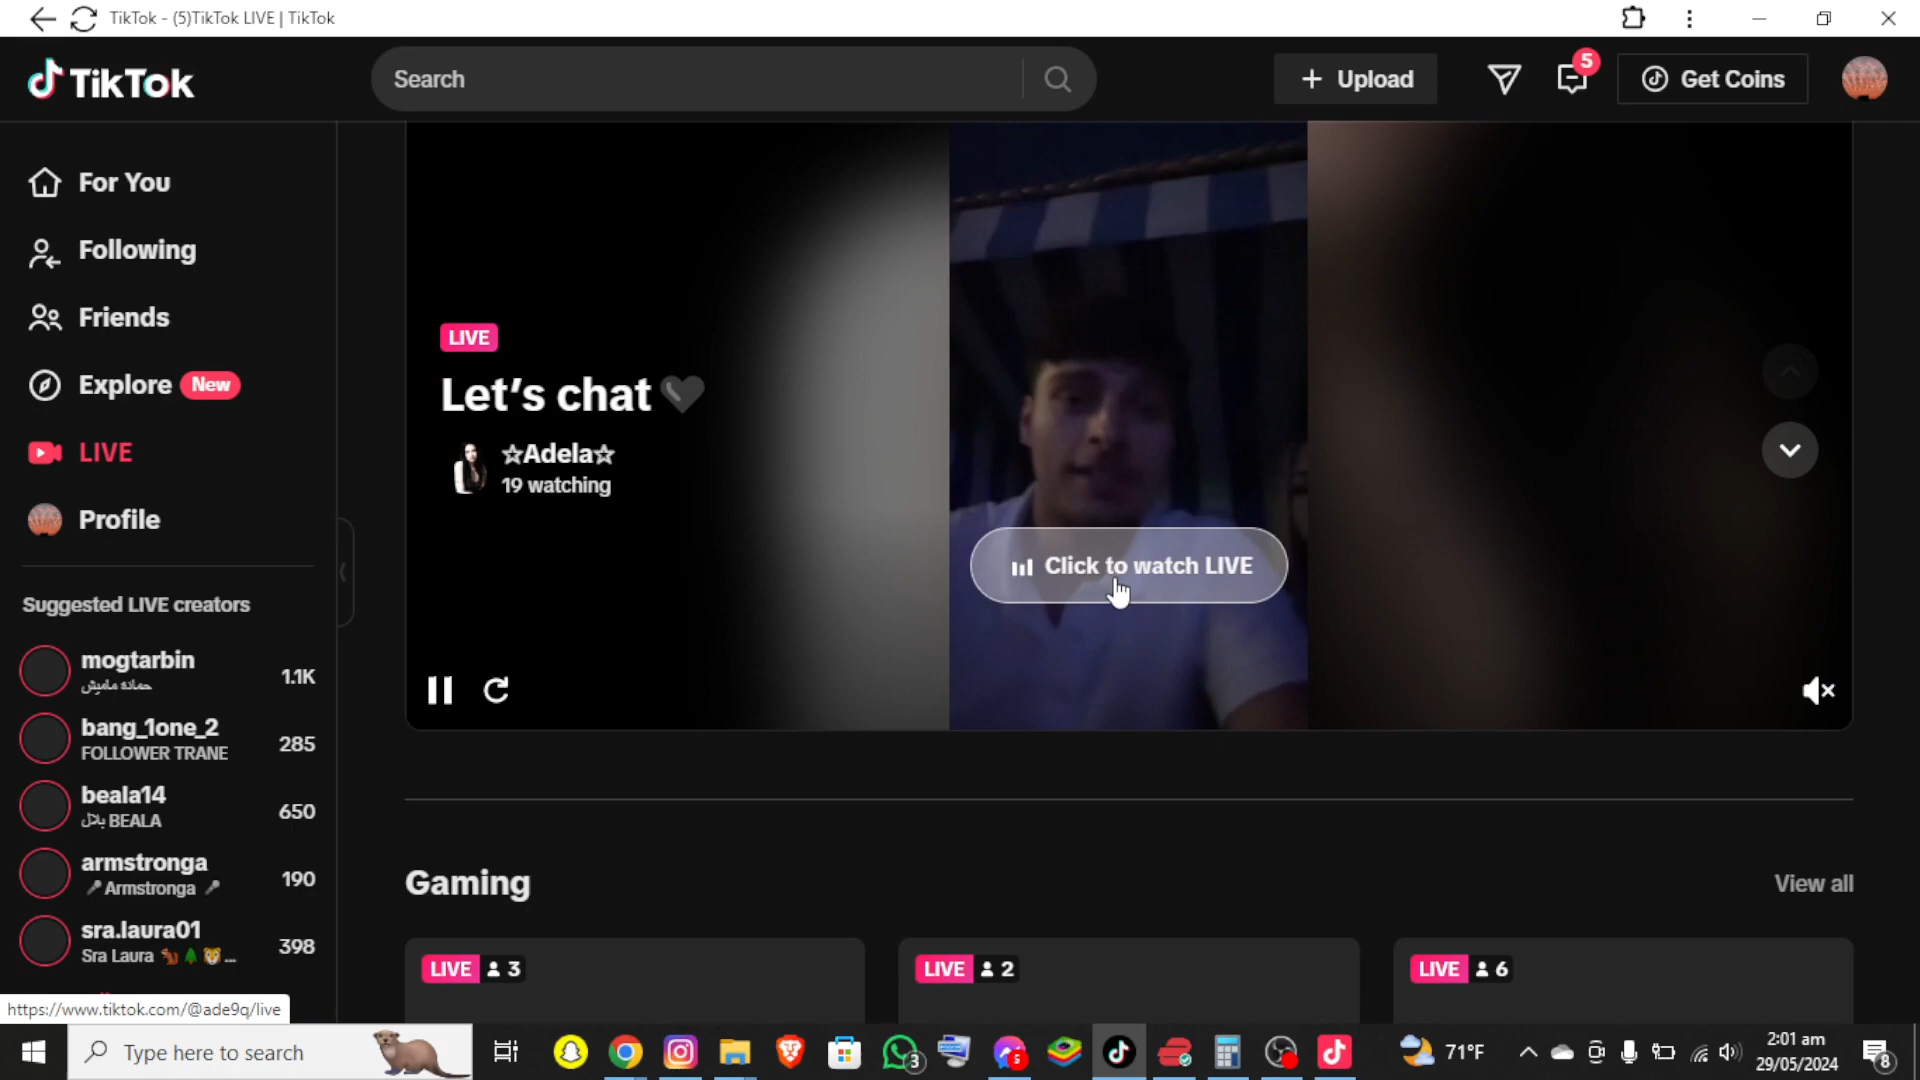 TikTok - (5)TikTok LIVE | TikTok
TikTok
Search
Upload
5
Get Coins
For You
Following
Friends
Explore New
LIVE
Profile
Suggested LIVE creators
mogtarbin
1.1K
bang_1one_2
FOLLOWER TRANE
285
beala14
BEALA
650
armstronga
🎤Armstronga 🎤
190
sra.laura01
Sra Laura 🐿️🌲🐯...
398
https://www.tiktok.com/@ade9q/live
LIVE
Let's chat
☆Adela☆
19 watching
Click to watch LIVE
Gaming
View all
LIVE 3
LIVE 2
LIVE 6
Type here to search
3
5
71°F
2:01 am
29/05/2024
8